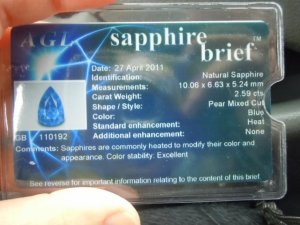 AGL sapphire brief™
Date: 27 April 2011
Natural Sapphire
Measurements: 10.06 x 6.63 x 5.24 mm
Carat Weight: 2.59 cts
Shape / Style: Pear Mixed Cut
Color: Blue
Standard enhancement: Heat
Additional enhancement: None
GB 110192
Comments: Sapphires are commonly heated to modify their color and
appearance. Color stability: Excellent
See reverse for important information relating to the content of this brief